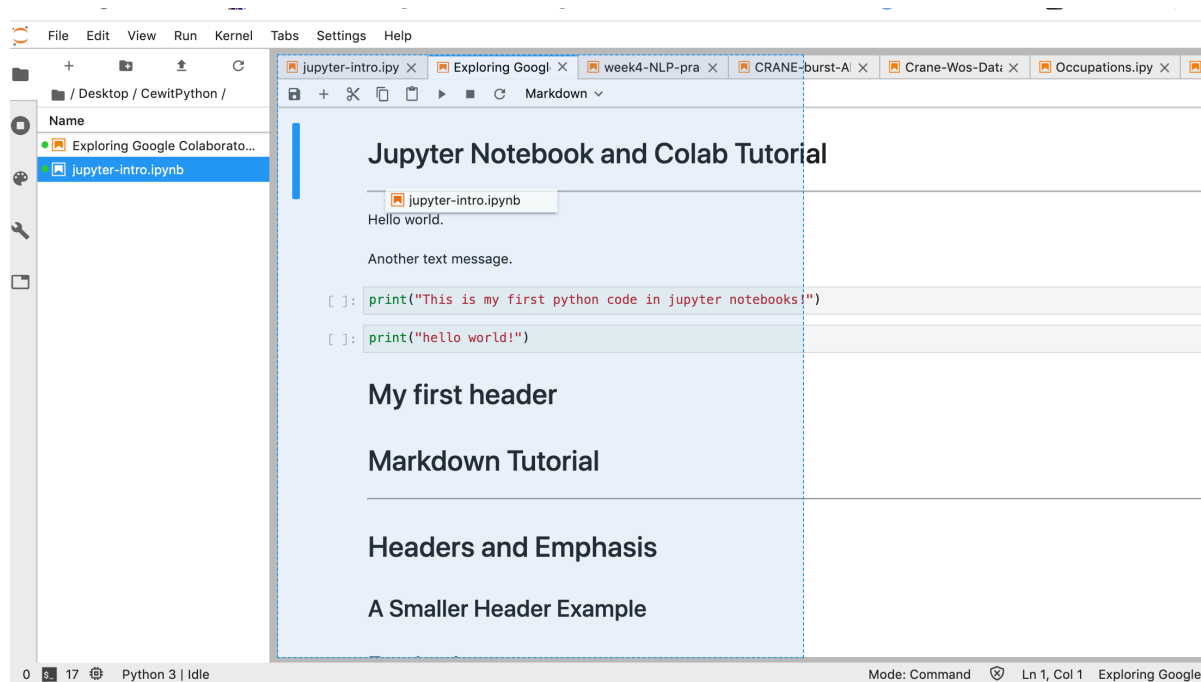 File Edit View Run Kernel Tabs Settings Help
/ Desktop / CewitPython /
Name
Exploring Google Colaborato...
jupyter-intro.ipynb
jupyter-intro.ipy Exploring Googl week4-NLP-pra CRANE-burst-A Crane-Wos-Data Occupations.ipy
Markdown
Jupyter Notebook and Colab Tutorial
jupyter-intro.ipynb
Hello world.
Another text message.
[ ]: print("This is my first python code in jupyter notebooks!")
[ ]: print("hello world!")
My first header
Markdown Tutorial
Headers and Emphasis
A Smaller Header Example
0 $_ 17 Python 3 | Idle Mode: Command Ln 1, Col 1 Exploring Google